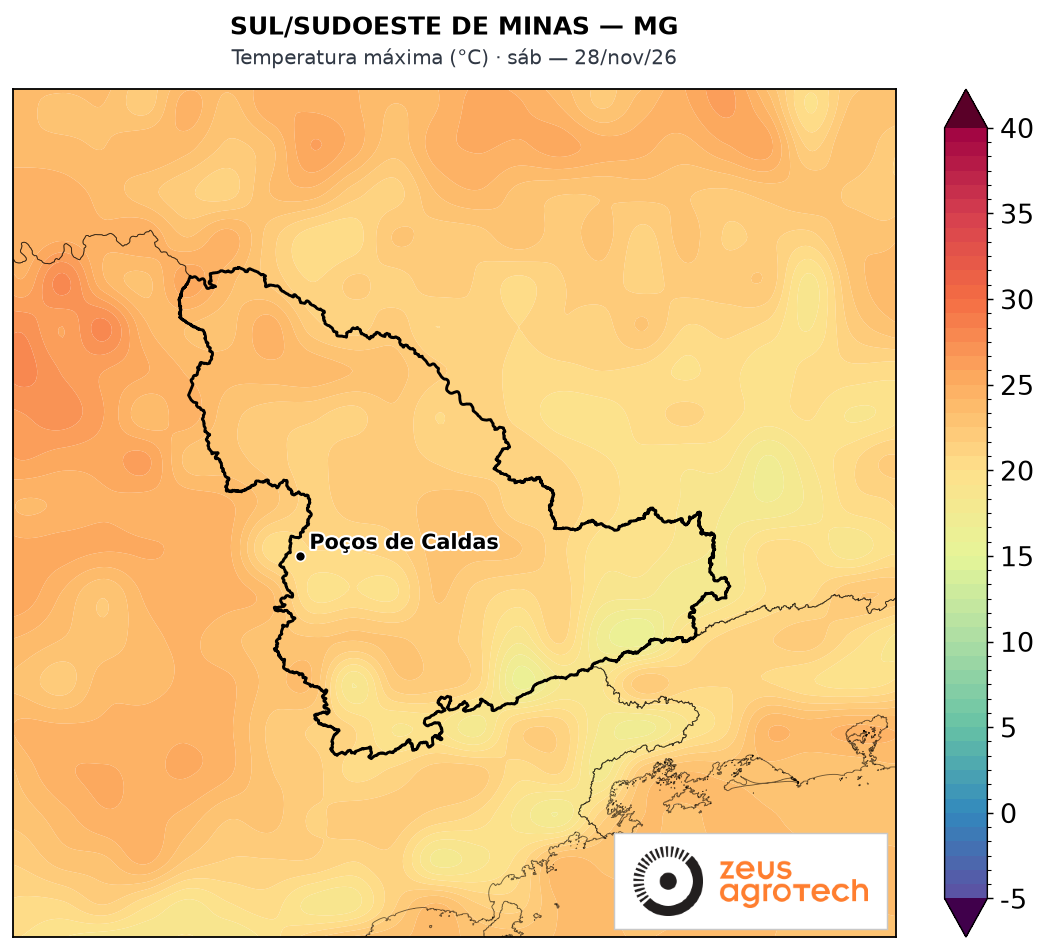 SUL/SUDOESTE DE MINAS — MG
Temperatura máxima (°C) · sáb — 28/nov/26
40
35
30
25
20
15
10
5
0
-5
Poços de Caldas
zeus
agrotech